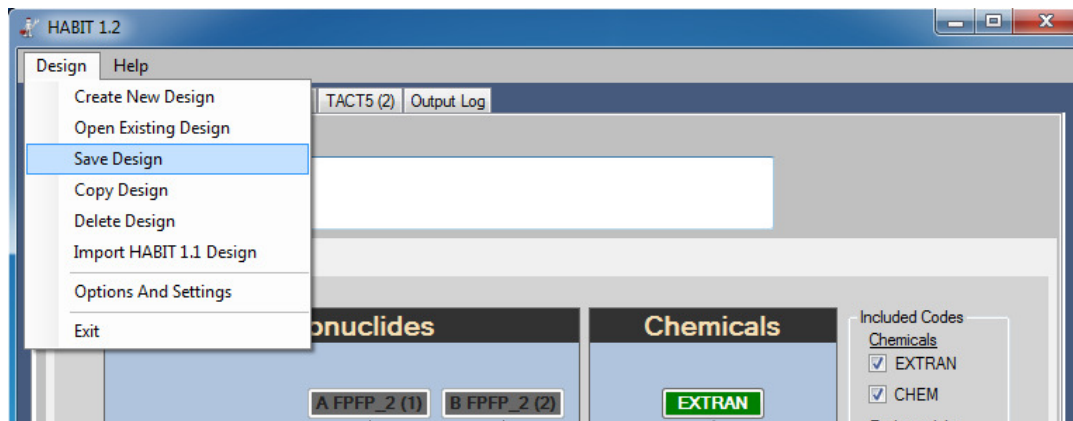 HABIT 1.2
Design Help
Create New Design
Open Existing Design
Save Design
Copy Design
Delete Design
Import HABIT 1.1 Design
Options And Settings
Exit
TACT5 (2) Output Log
onuclides
Chemicals
A FPFP_2 (1) B FPFP_2 (2)
EXTRAN
Included Codes
Chemicals
EXTRAN
CHEM